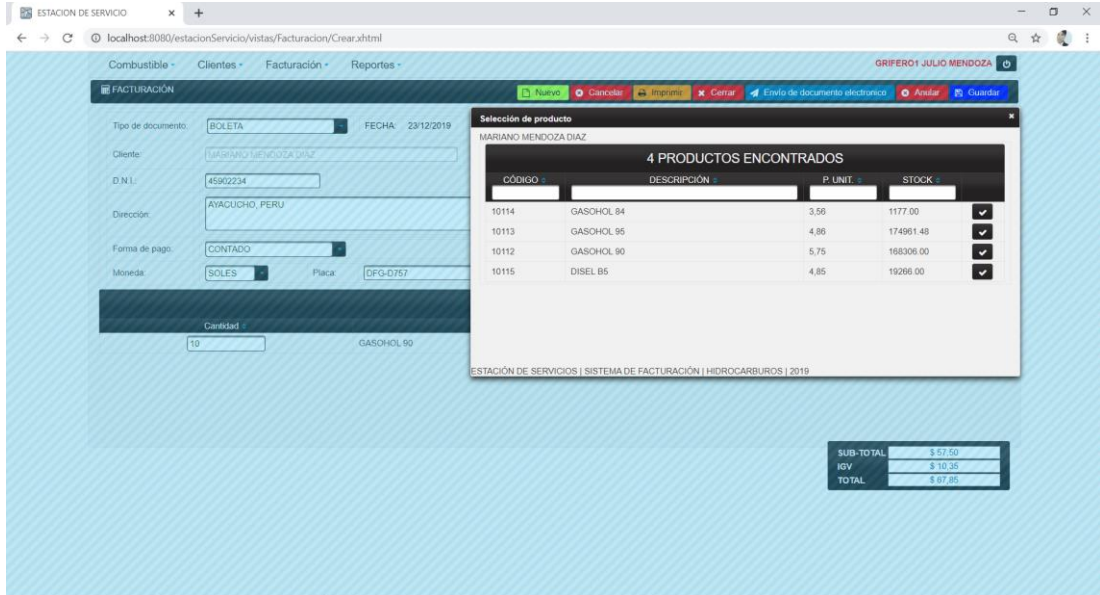 ESTACION DE SERVICIO
localhost:8080/estacionServicio/vistas/Facturacion/Crear.xhtml
Combustible Clientes Facturación Reportes GRIFERO1 JULIO MENDOZA
FACTURACIÓN Nuevo Cancelar Imprimir Cerrar Envío de documento electronico Anular Guardar
Tipo de documento: BOLETA FECHA: 23/12/2019
Cliente: MARIANO MENDOZA DIAZ
D.N.I.: 45902234
Dirección: AYACUCHO, PERU
Forma de pago: CONTADO
Moneda: SOLES Placa: DFG-D757
Cantidad
10 GASOHOL 90
Selección de producto
MARIANO MENDOZA DIAZ
4 PRODUCTOS ENCONTRADOS
CÓDIGO DESCRIPCIÓN P. UNIT. STOCK
10114 GASOHOL 84 3,56 1177.00
10113 GASOHOL 95 4,86 174961.48
10112 GASOHOL 90 5,75 168306.00
10115 DISEL B5 4,85 19266.00
ESTACIÓN DE SERVICIOS | SISTEMA DE FACTURACIÓN | HIDROCARBUROS | 2019
SUB-TOTAL $ 57,50
IGV $ 10,35
TOTAL $ 67,85